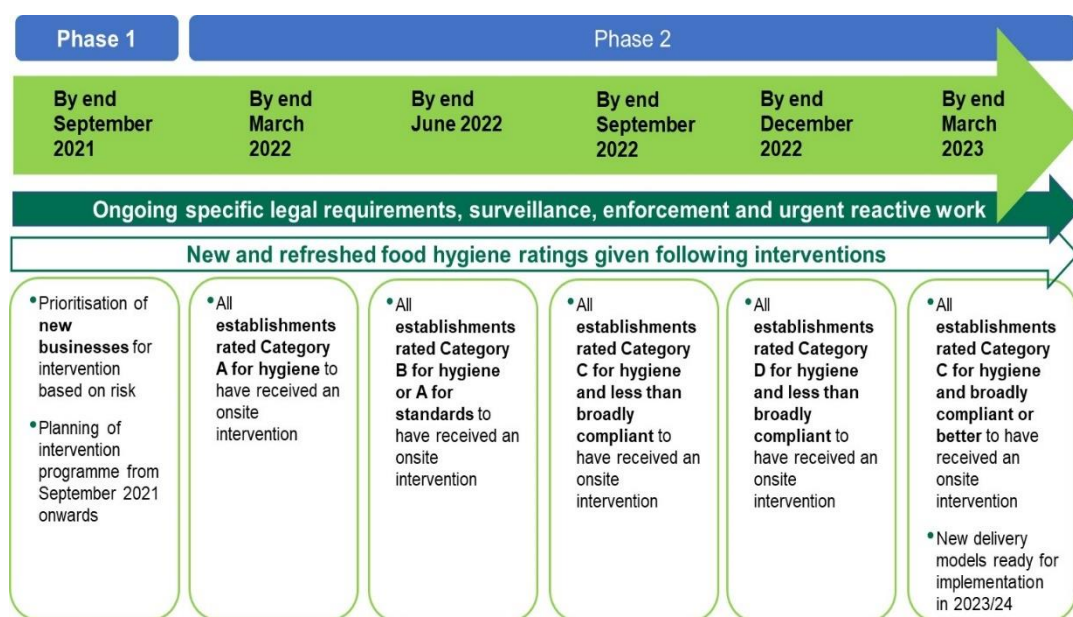 Phase 1
Phase 2
By end
September
2021
By end
March
2022
By end
June 2022
By end
September
2022
By end
December
2022
By end
March
2023
Ongoing specific legal requirements, surveillance, enforcement and urgent reactive work
New and refreshed food hygiene ratings given following interventions
•Prioritisation of
new
businesses for
intervention
based on risk
•Planning of
intervention
programme from
September 2021
onwards
•All
establishments
rated Category
A for hygiene to
have received an
onsite
intervention
•All
establishments
rated Category
B for hygiene
or A for
standards to
have received an
onsite
intervention
•All
establishments
rated Category
C for hygiene
and less than
broadly
compliant to
have received an
onsite
intervention
•All
establishments
rated Category
D for hygiene
and less than
broadly
compliant to
have received an
onsite
intervention
•All
establishments
rated Category
C for hygiene
and broadly
compliant or
better to have
received an
onsite
intervention
•New delivery
models ready for
implementation
in 2023/24